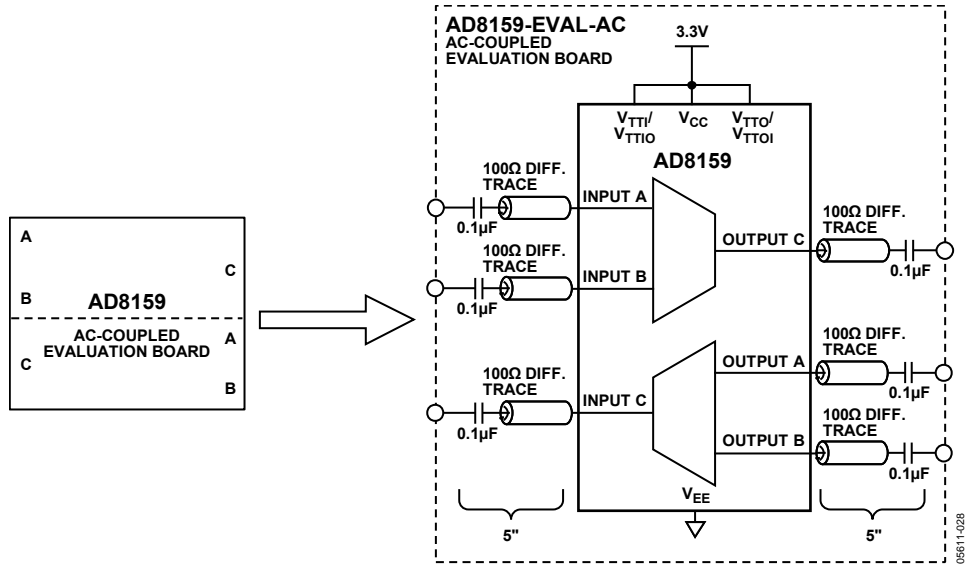 A
B
C
AD8159
AC-COUPLED
EVALUATION BOARD
C
A
B
AD8159-EVAL-AC
AC-COUPLED
EVALUATION BOARD
3.3V
VTTI/
VTTIO
VCC
VTTO/
VTTOI
AD8159
100Ω DIFF.
TRACE
0.1µF
INPUT A
100Ω DIFF.
TRACE
0.1µF
INPUT B
OUTPUT C
100Ω DIFF.
TRACE
0.1µF
100Ω DIFF.
TRACE
0.1µF
INPUT C
OUTPUT A
100Ω DIFF.
TRACE
0.1µF
OUTPUT B
100Ω DIFF.
TRACE
0.1µF
VEE
5"
5"
05611-028